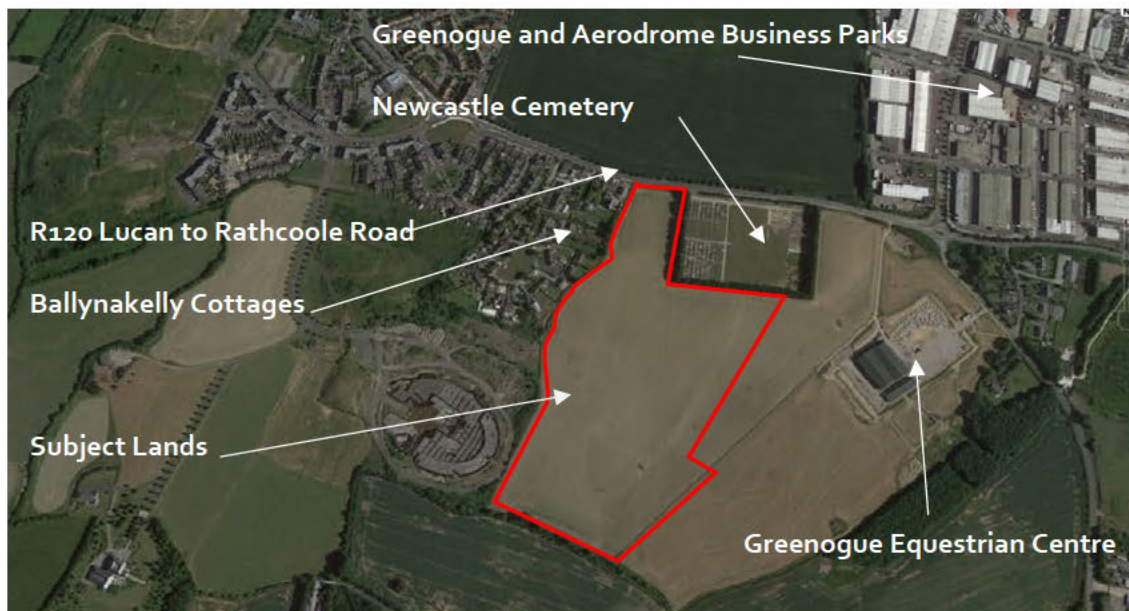 Greenogue and Aerodrome Business Parks
Newcastle Cemetery
R120 Lucan to Rathcoole Road
Ballynakelly Cottages
Subject Lands
Greenogue Equestrian Centre